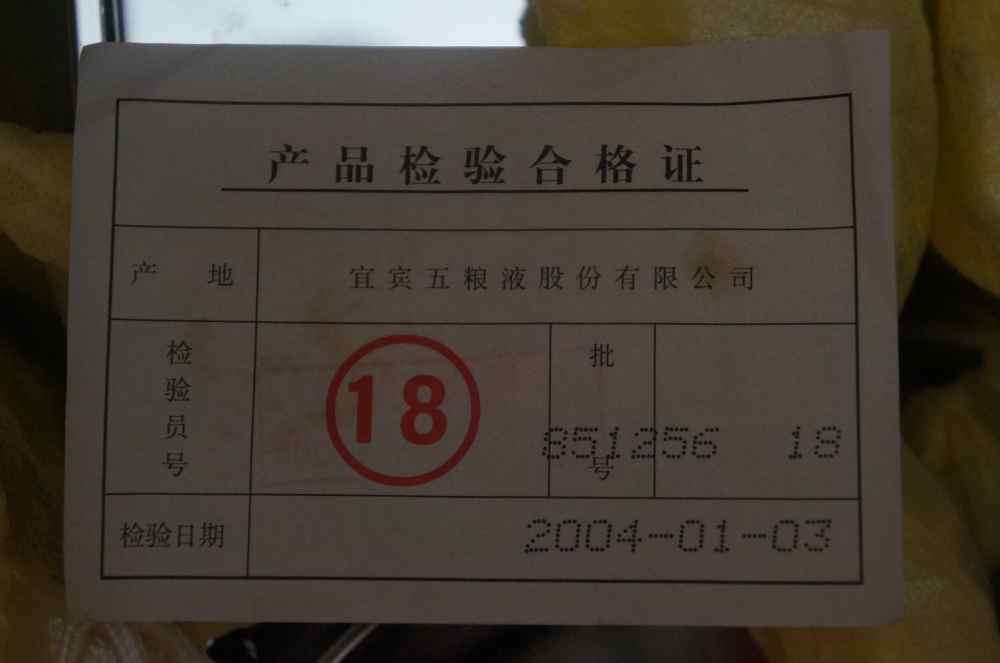 产品检验合格证
产地 宜宾五粮液股份有限公司
检验员号 18 批号 851256 18
检验日期 2004-01-03